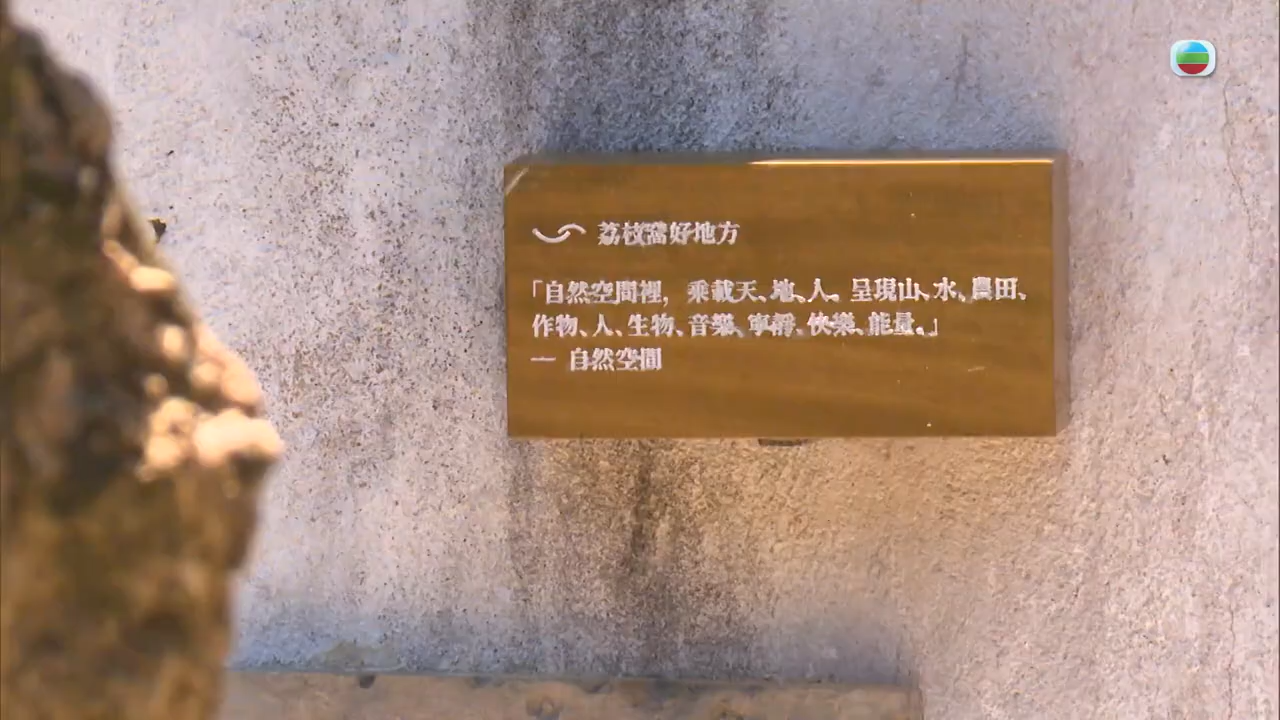 荔枝窩好地方
「自然空間裡，乘載天、地、人。呈現山、水、農田、
作物、人、生物、音樂、寧靜、快樂、能量。」
— 自然空間